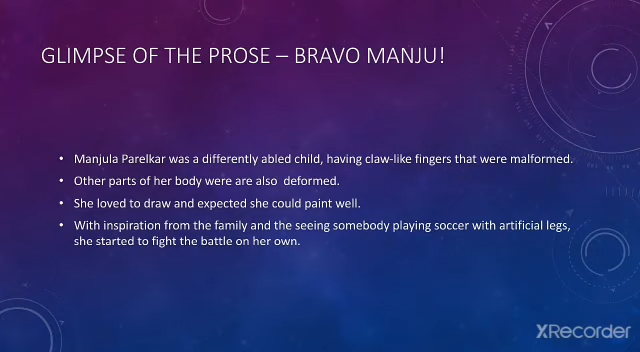 GLIMPSE OF THE PROSE – BRAVO MANJU!
• Manjula Parelkar was a differently abled child, having claw-like fingers that were malformed.
• Other parts of her body were are also deformed.
• She loved to draw and expected she could paint well.
• With inspiration from the family and the seeing somebody playing soccer with artificial legs,
she started to fight the battle on her own.
XRecorder